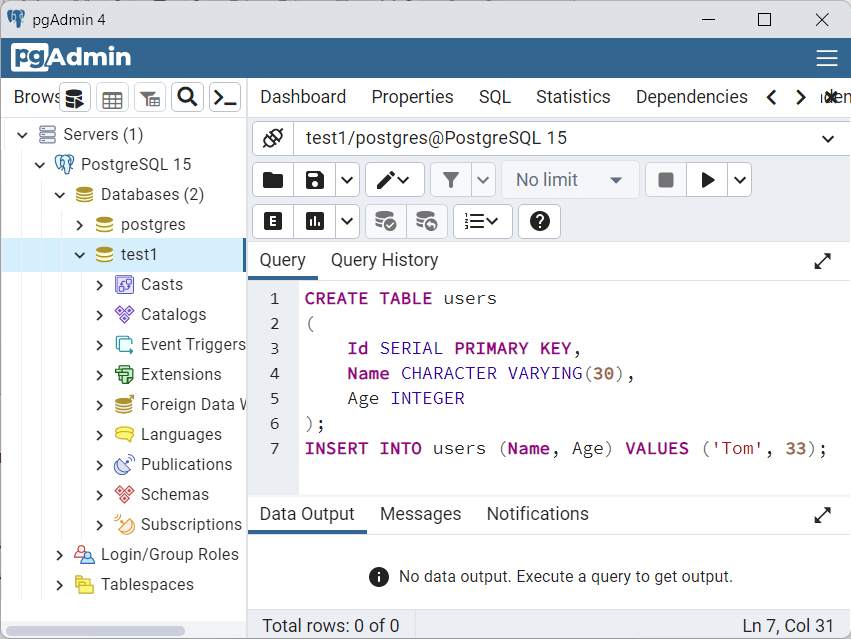 pgAdmin 4
pgAdmin
Brows
Dashboard Properties SQL Statistics Dependencies
Servers (1)
PostgreSQL 15
Databases (2)
postgres
test1
Casts
Catalogs
Event Triggers
Extensions
Foreign Data W
Languages
Publications
Schemas
Subscriptions
Login/Group Roles
Tablespaces
test1/postgres@PostgreSQL 15
No limit
E
Query Query History
1 CREATE TABLE users
2 (
3 Id SERIAL PRIMARY KEY,
4 Name CHARACTER VARYING(30),
5 Age INTEGER
6 );
7 INSERT INTO users (Name, Age) VALUES ('Tom', 33);
Data Output Messages Notifications
No data output. Execute a query to get output.
Total rows: 0 of 0 Ln 7, Col 31